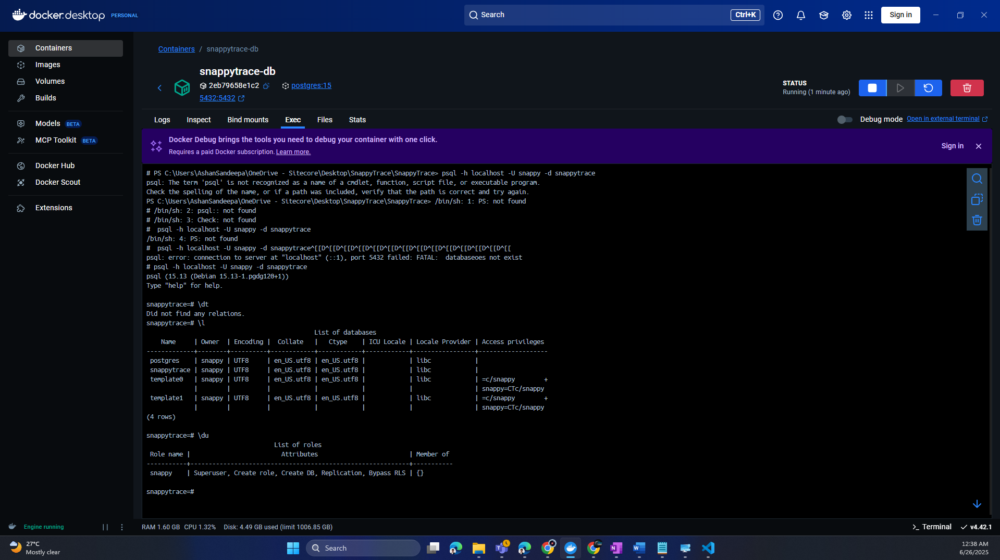 docker.desktop PERSONAL
Search Ctrl+K
Sign in
Containers
Images
Volumes
Builds
Models BETA
MCP Toolkit BETA
Docker Hub
Docker Scout
Extensions
Containers / snappytrace-db
snappytrace-db
2eb79658e1c2 postgres:15
5432:5432
STATUS
Running (1 minute ago)
Logs Inspect Bind mounts Exec Files Stats
Debug mode Open in external terminal
Docker Debug brings the tools you need to debug your container with one click.
Requires a paid Docker subscription. Learn more.
Sign in
# PS C:\Users\AshanSandeepa\OneDrive - Sitecore\Desktop\SnappyTrace\SnappyTrace> psql -h localhost -U snappy -d snappytrace
psql: The term 'psql' is not recognized as a name of a cmdlet, function, script file, or executable program.
Check the spelling of the name, or if a path was included, verify that the path is correct and try again.
PS C:\Users\AshanSandeepa\OneDrive - Sitecore\Desktop\SnappyTrace\SnappyTrace> /bin/sh: 1: PS: not found
# /bin/sh: 2: psql:: not found
# /bin/sh: 3: Check: not found
#  psql -h localhost -U snappy -d snappytrace
/bin/sh: 4: PS: not found
#  psql -h localhost -U snappy -d snappytrace^[[D^[[D^[[D^[[D^[[D^[[D^[[D^[[D^[[D^[[D^[[D^[[D^[[D^[[
psql: error: connection to server at "localhost" (::1), port 5432 failed: FATAL:  databaseoes not exist
# psql -h localhost -U snappy -d snappytrace
psql (15.13 (Debian 15.13-1.pgdg120+1))
Type "help" for help.
snappytrace=# \dt
Did not find any relations.
snappytrace=# \l
List of databases
Name | Owner | Encoding | Collate | Ctype | ICU Locale | Locale Provider | Access privileges
-------------+--------+----------+------------+------------+------------+-----------------+-------------------
postgres | snappy | UTF8 | en_US.utf8 | en_US.utf8 | | libc |
snappytrace | snappy | UTF8 | en_US.utf8 | en_US.utf8 | | libc |
template0 | snappy | UTF8 | en_US.utf8 | en_US.utf8 | | libc | =c/snappy +
| | | | | | | snappy=CTc/snappy
template1 | snappy | UTF8 | en_US.utf8 | en_US.utf8 | | libc | =c/snappy +
| | | | | | | snappy=CTc/snappy
(4 rows)
snappytrace=# \du
List of roles
Role name | Attributes | Member of
-----------+------------------------------------------------------------+-----------
snappy | Superuser, Create role, Create DB, Replication, Bypass RLS | {}
snappytrace=#
Engine running
RAM 1.60 GB CPU 1.32% Disk: 4.49 GB used (limit 1006.85 GB)
Terminal v4.42.1
27°C
Mostly clear
Search
12:38 AM
6/26/2025